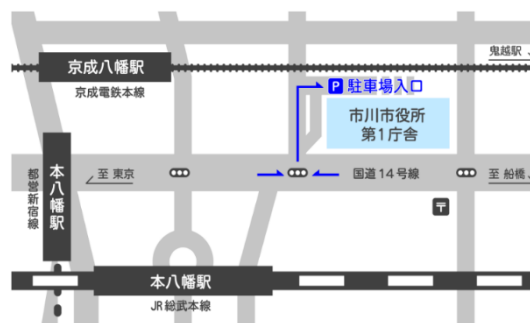 鬼越駅
京成八幡駅
京成電鉄本線
P 駐車場入口
市川市役所
第1庁舎
本八幡駅
都営新宿線
至 東京
国道14号線
至 船橋
〒
本八幡駅
JR総武本線